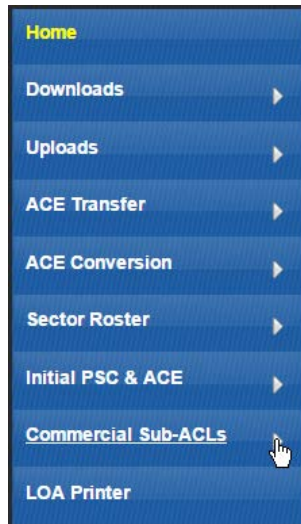 Home
Downloads
Uploads
ACE Transfer
ACE Conversion
Sector Roster
Initial PSC & ACE
Commercial Sub-ACLs
LOA Printer